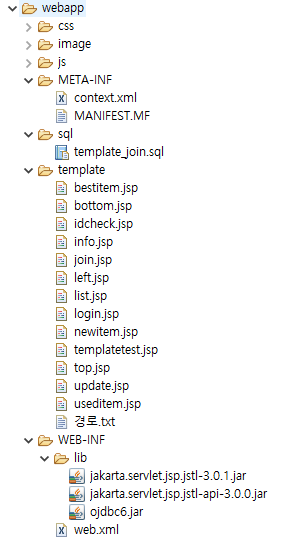 webapp
css
image
js
META-INF
context.xml
MANIFEST.MF
sql
template_join.sql
template
bestitem.jsp
bottom.jsp
idcheck.jsp
info.jsp
join.jsp
left.jsp
list.jsp
login.jsp
newitem.jsp
templatetest.jsp
top.jsp
update.jsp
useditem.jsp
경로.txt
WEB-INF
lib
jakarta.servlet.jsp.jstl-3.0.1.jar
jakarta.servlet.jsp.jstl-api-3.0.0.jar
ojdbc6.jar
web.xml